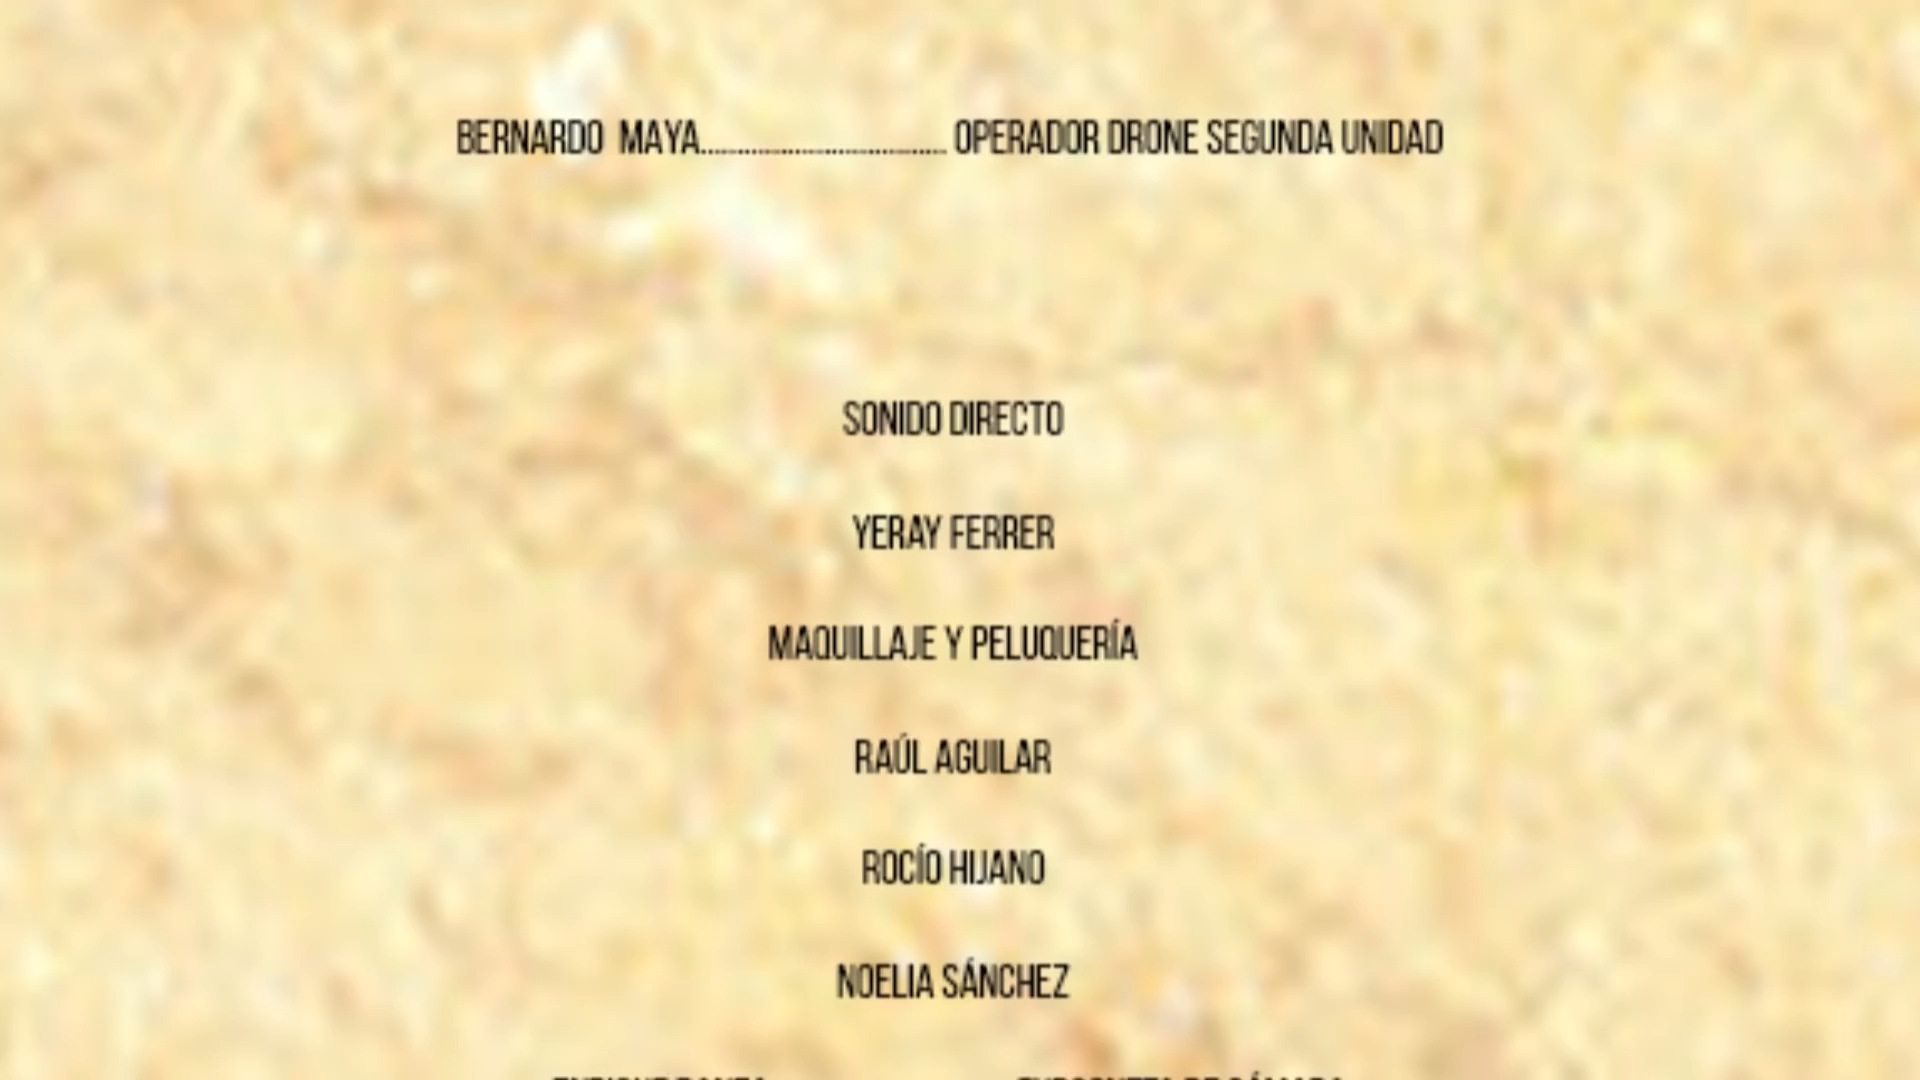 BERNARDO MAYA.................................. OPERADOR DRONE SEGUNDA UNIDAD
SONIDO DIRECTO
YERAY FERRER
MAQUILLAJE Y PELUQUERÍA
RAÚL AGUILAR
ROCÍO HIJANO
NOELIA SÁNCHEZ